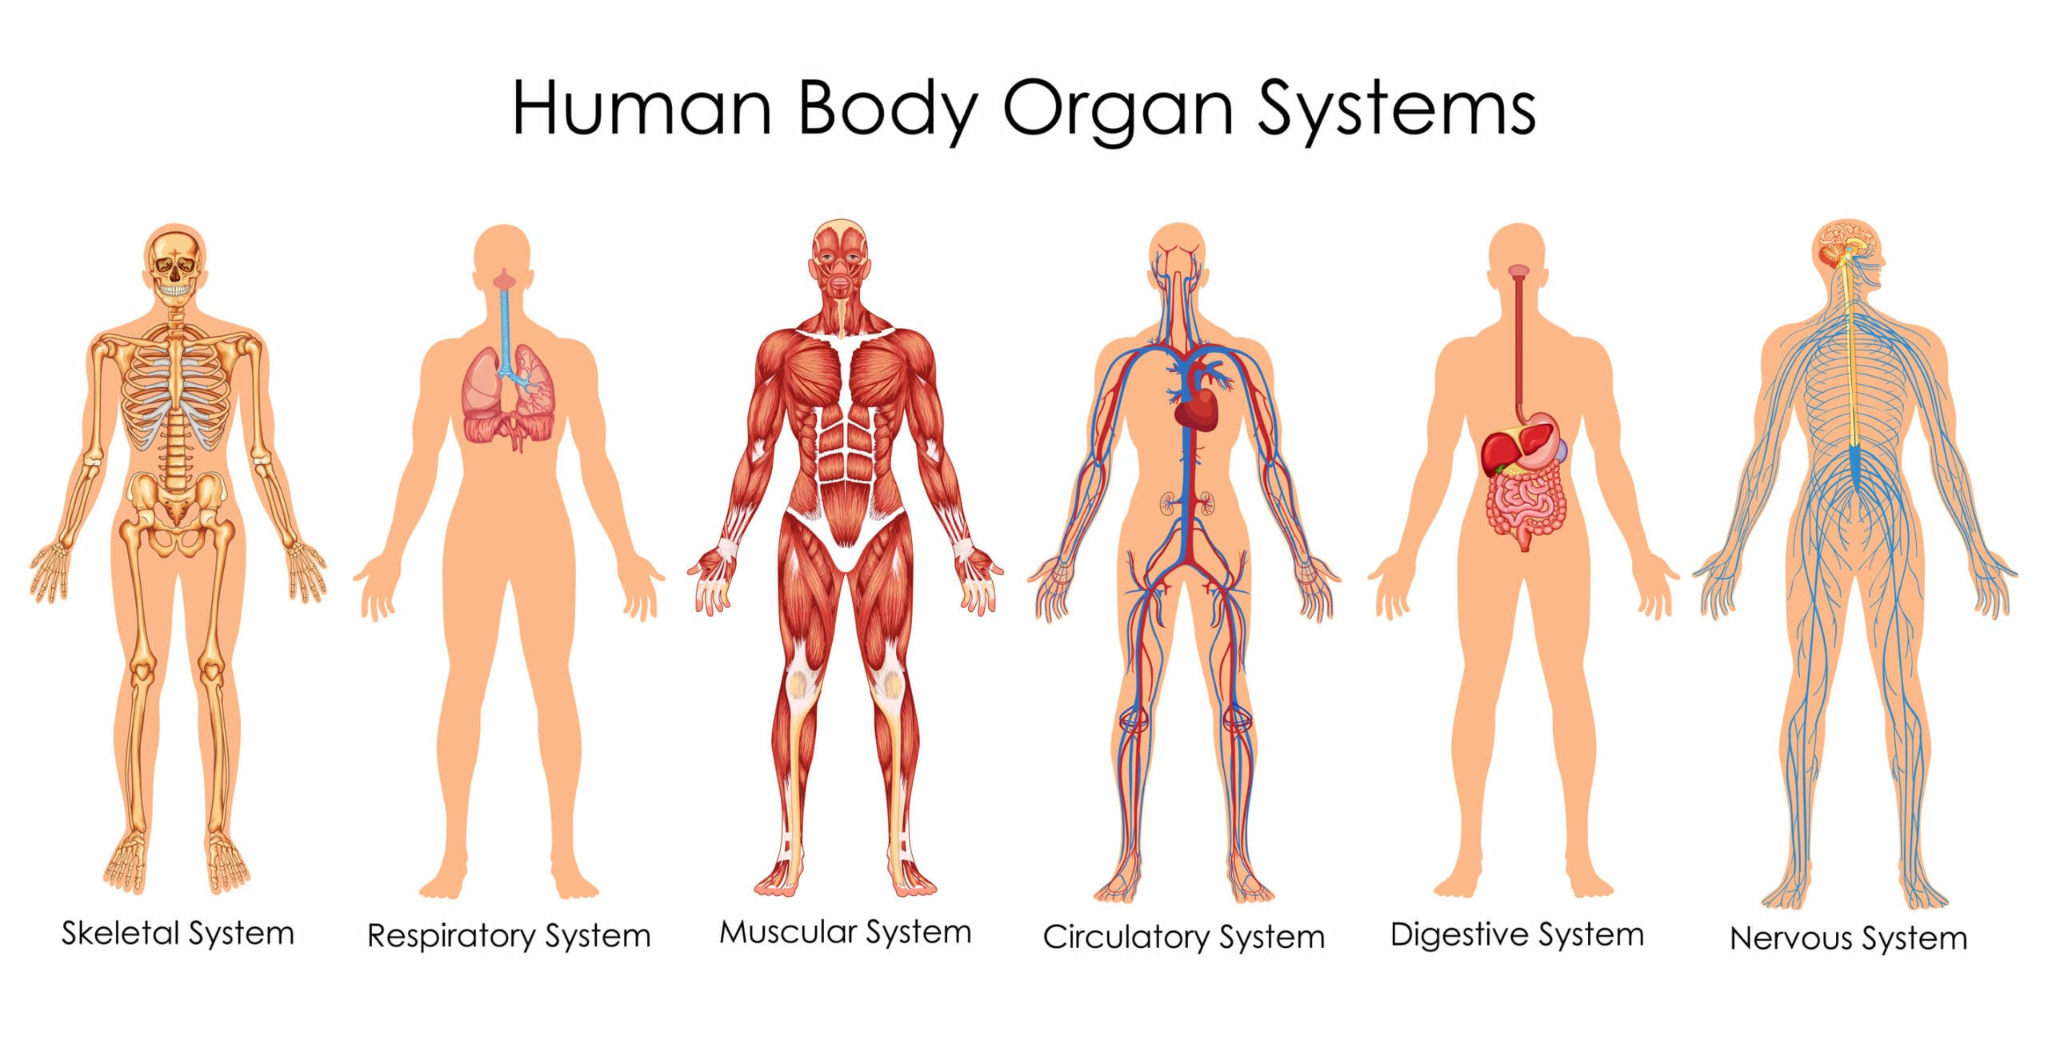 Human Body Organ Systems
Skeletal System
Respiratory System
Muscular System
Circulatory System
Digestive System
Nervous System